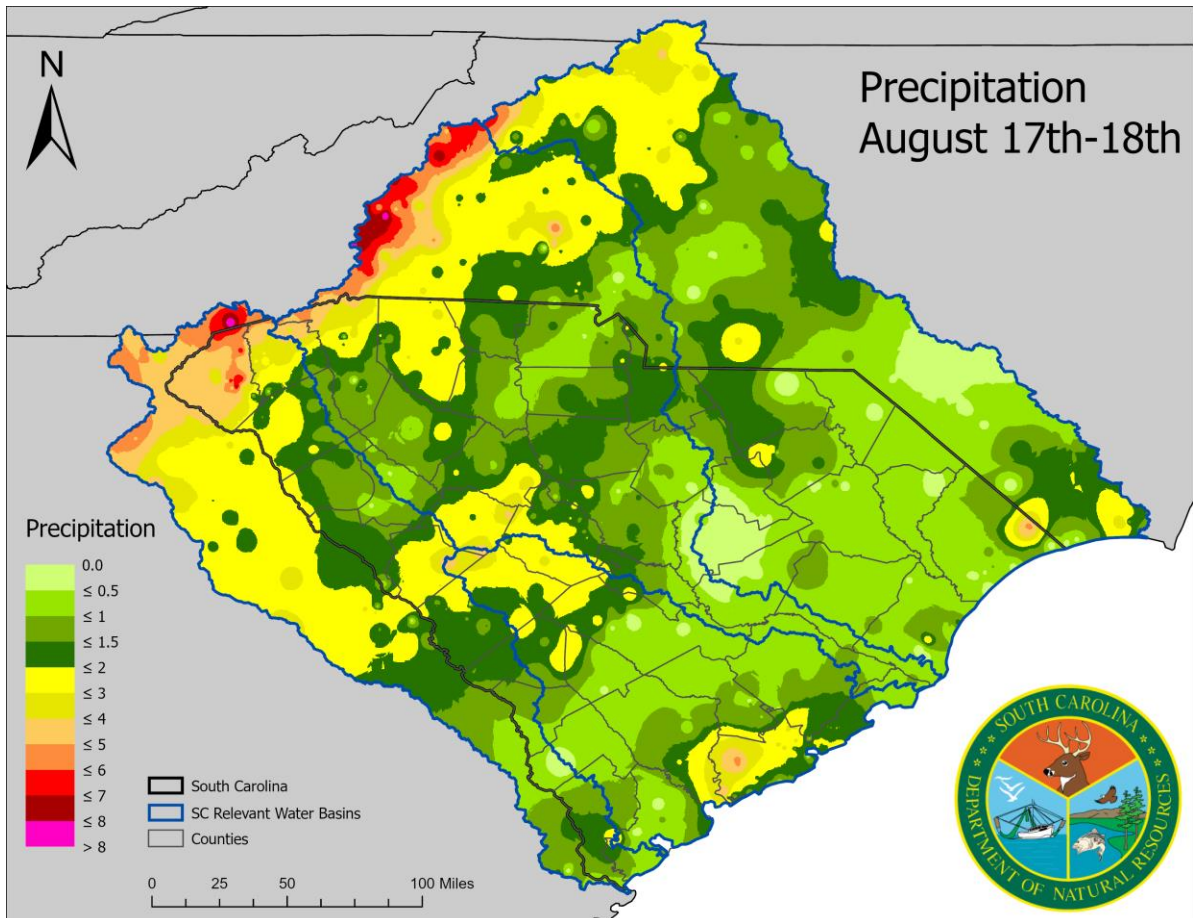 N
Precipitation
August 17th-18th
Precipitation
0.0
≤ 0.5
≤ 1
≤ 1.5
≤ 2
≤ 3
≤ 4
≤ 5
≤ 6
≤ 7
≤ 8
> 8
South Carolina
SC Relevant Water Basins
Counties
0 25 50 100 Miles
SOUTH CAROLINA
DEPARTMENT OF NATURAL RESOURCES